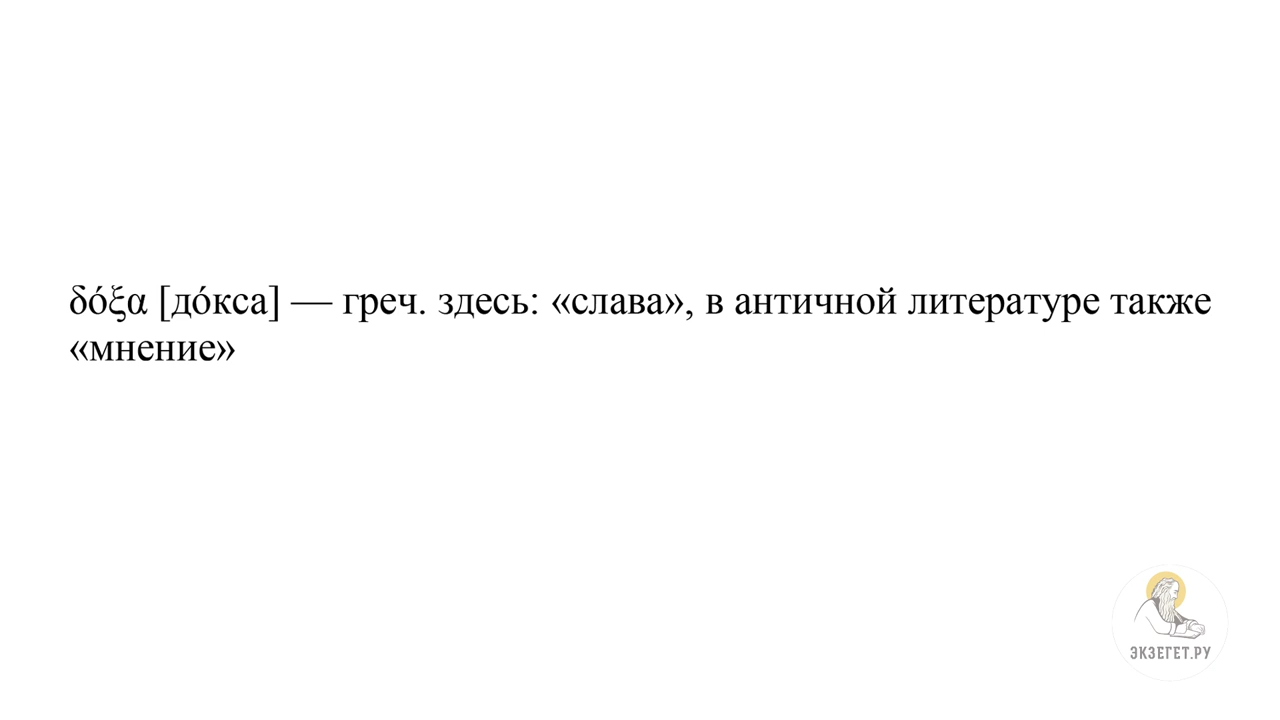 δόξα [до́кса] — греч. здесь: «слава», в античной литературе также
«мнение»
ЭКЗЕГЕТ.РУ